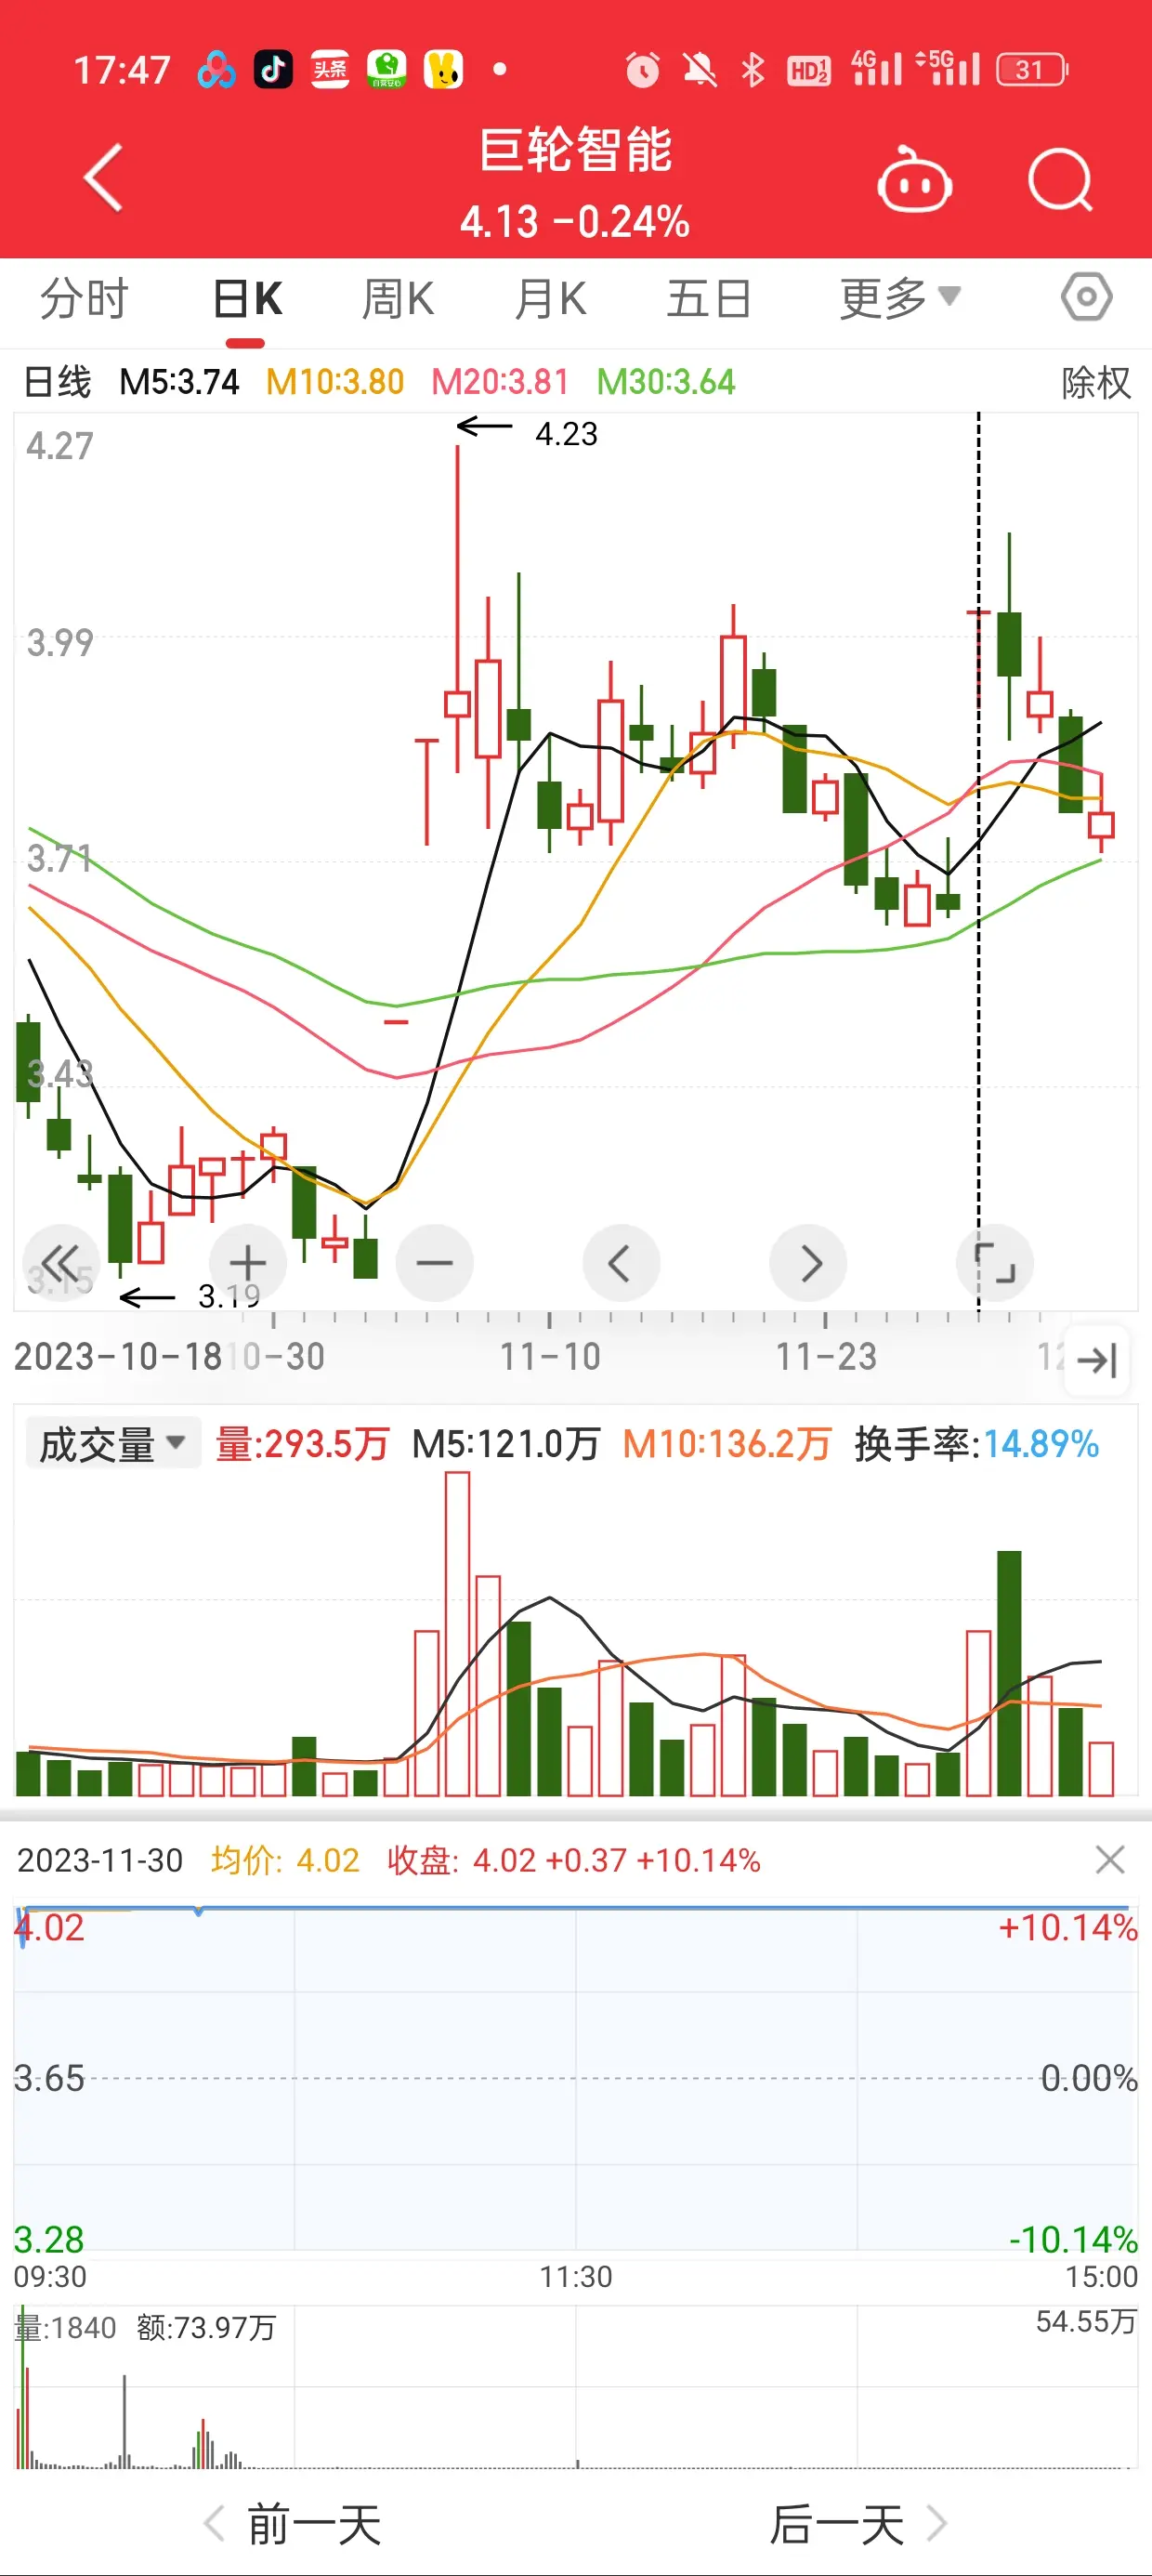 17:47 头条 HD 1 2 4G 5G 31
巨轮智能
4.13 -0.24%
分时 日K 周K 月K 五日 更多
日线 M5:3.74 M10:3.80 M20:3.81 M30:3.64 除权
4.27
4.23
3.99
3.71
3.43
3.15
3.19
2023-10-18 10-30 11-10 11-23
成交量 量:293.5万 M5:121.0万 M10:136.2万 换手率:14.89%
2023-11-30 均价: 4.02 收盘: 4.02 +0.37 +10.14%
4.02 +10.14%
3.65 0.00%
3.28 -10.14%
09:30 11:30 15:00
量:1840 额:73.97万 54.55万
前一天 后一天